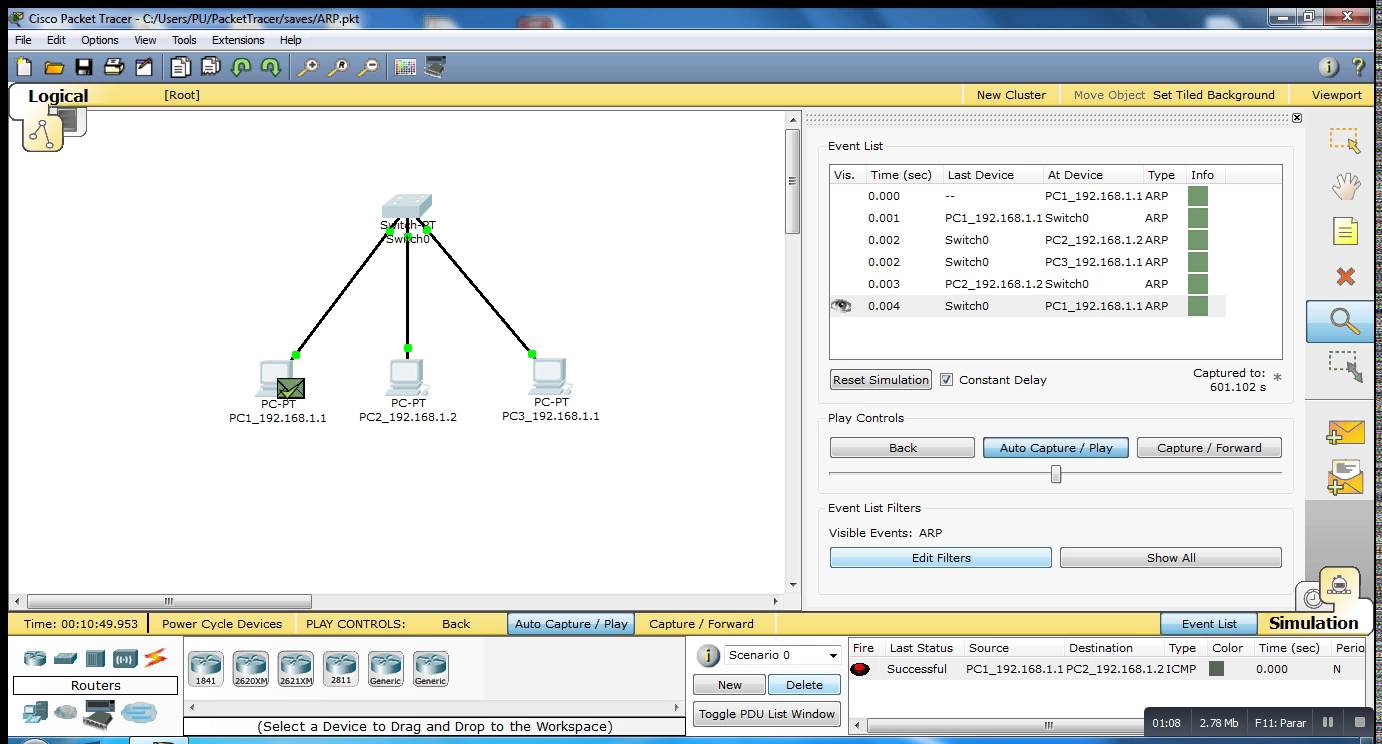 Cisco Packet Tracer - C:/Users/PU/PacketTracer/saves/ARP.pkt
File Edit Options View Tools Extensions Help
Logical [Root] New Cluster Move Object Set Tiled Background Viewport
Switch-PT
Switch0
PC-PT
PC1_192.168.1.1
PC-PT
PC2_192.168.1.2
PC-PT
PC3_192.168.1.1
Event List
Vis. Time (sec) Last Device At Device Type Info
0.000 -- PC1_192.168.1.1 ARP
0.001 PC1_192.168.1.1 Switch0 ARP
0.002 Switch0 PC2_192.168.1.2 ARP
0.002 Switch0 PC3_192.168.1.1 ARP
0.003 PC2_192.168.1.2 Switch0 ARP
0.004 Switch0 PC1_192.168.1.1 ARP
Reset Simulation Constant Delay Captured to: *
601.102 s
Play Controls
Back Auto Capture / Play Capture / Forward
Event List Filters
Visible Events: ARP
Edit Filters Show All
Time: 00:10:49.953 Power Cycle Devices PLAY CONTROLS: Back Auto Capture / Play Capture / Forward Event List Simulation
Routers
1841 2620XM 2621XM 2811 Generic Generic
(Select a Device to Drag and Drop to the Workspace)
Scenario 0
New Delete
Toggle PDU List Window
Fire Last Status Source Destination Type Color Time (sec) Perio
Successful PC1_192.168.1.1 PC2_192.168.1.2 ICMP 0.000 N
01:08 2.78 Mb F11: Parar